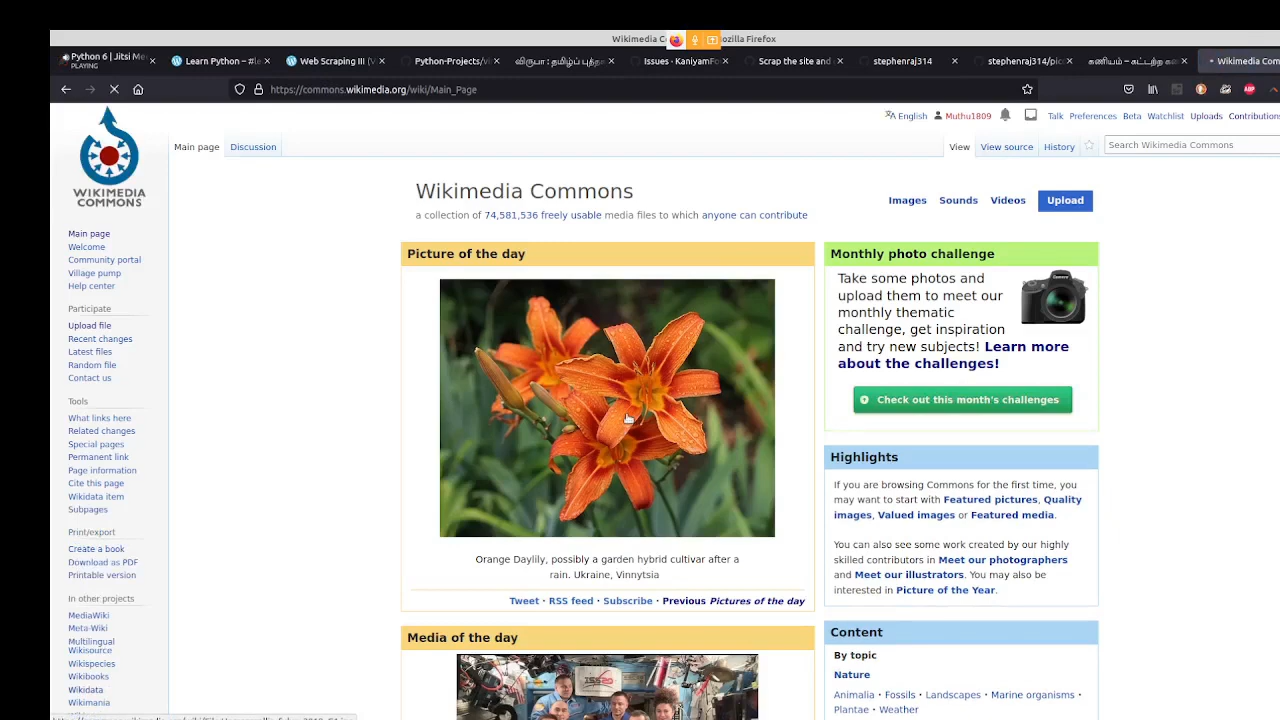 Wikimedia C
ozilla Firefox
Python 6 | Jitsi Me
PLAYING
Learn Python – #le
Web Scraping III (V
Python-Projects/vi
விருபா : தமிழ்ப் புத்தக
Issues · KaniyamFo
Scrap the site and
stephenraj314
stephenraj314/pic
கணியம் – கட்டற்ற கண
Wikimedia Com
https://commons.wikimedia.org/wiki/Main_Page
English Muthu1809 Talk Preferences Beta Watchlist Uploads Contributions
WIKIMEDIA
COMMONS
Main page Discussion View View source History Search Wikimedia Commons
Main page
Welcome
Community portal
Village pump
Help center
Participate
Upload file
Recent changes
Latest files
Random file
Contact us
Tools
What links here
Related changes
Special pages
Permanent link
Page information
Cite this page
Wikidata item
Subpages
Print/export
Create a book
Download as PDF
Printable version
In other projects
MediaWiki
Meta-Wiki
Multilingual
Wikisource
Wikispecies
Wikibooks
Wikidata
Wikimania
Wikimedia Commons
a collection of 74,581,536 freely usable media files to which anyone can contribute
Images Sounds Videos Upload
Picture of the day
Orange Daylily, possibly a garden hybrid cultivar after a
rain. Ukraine, Vinnytsia
Tweet · RSS feed · Subscribe · Previous Pictures of the day
Media of the day
ISS20
Monthly photo challenge
Take some photos and
upload them to meet our
monthly thematic
challenge, get inspiration
and try new subjects! Learn more
about the challenges!
Check out this month's challenges
Highlights
If you are browsing Commons for the first time, you
may want to start with Featured pictures, Quality
images, Valued images or Featured media.
You can also see some work created by our highly
skilled contributors in Meet our photographers
and Meet our illustrators. You may also be
interested in Picture of the Year.
Content
By topic
Nature
Animalia · Fossils · Landscapes · Marine organisms ·
Plantae · Weather